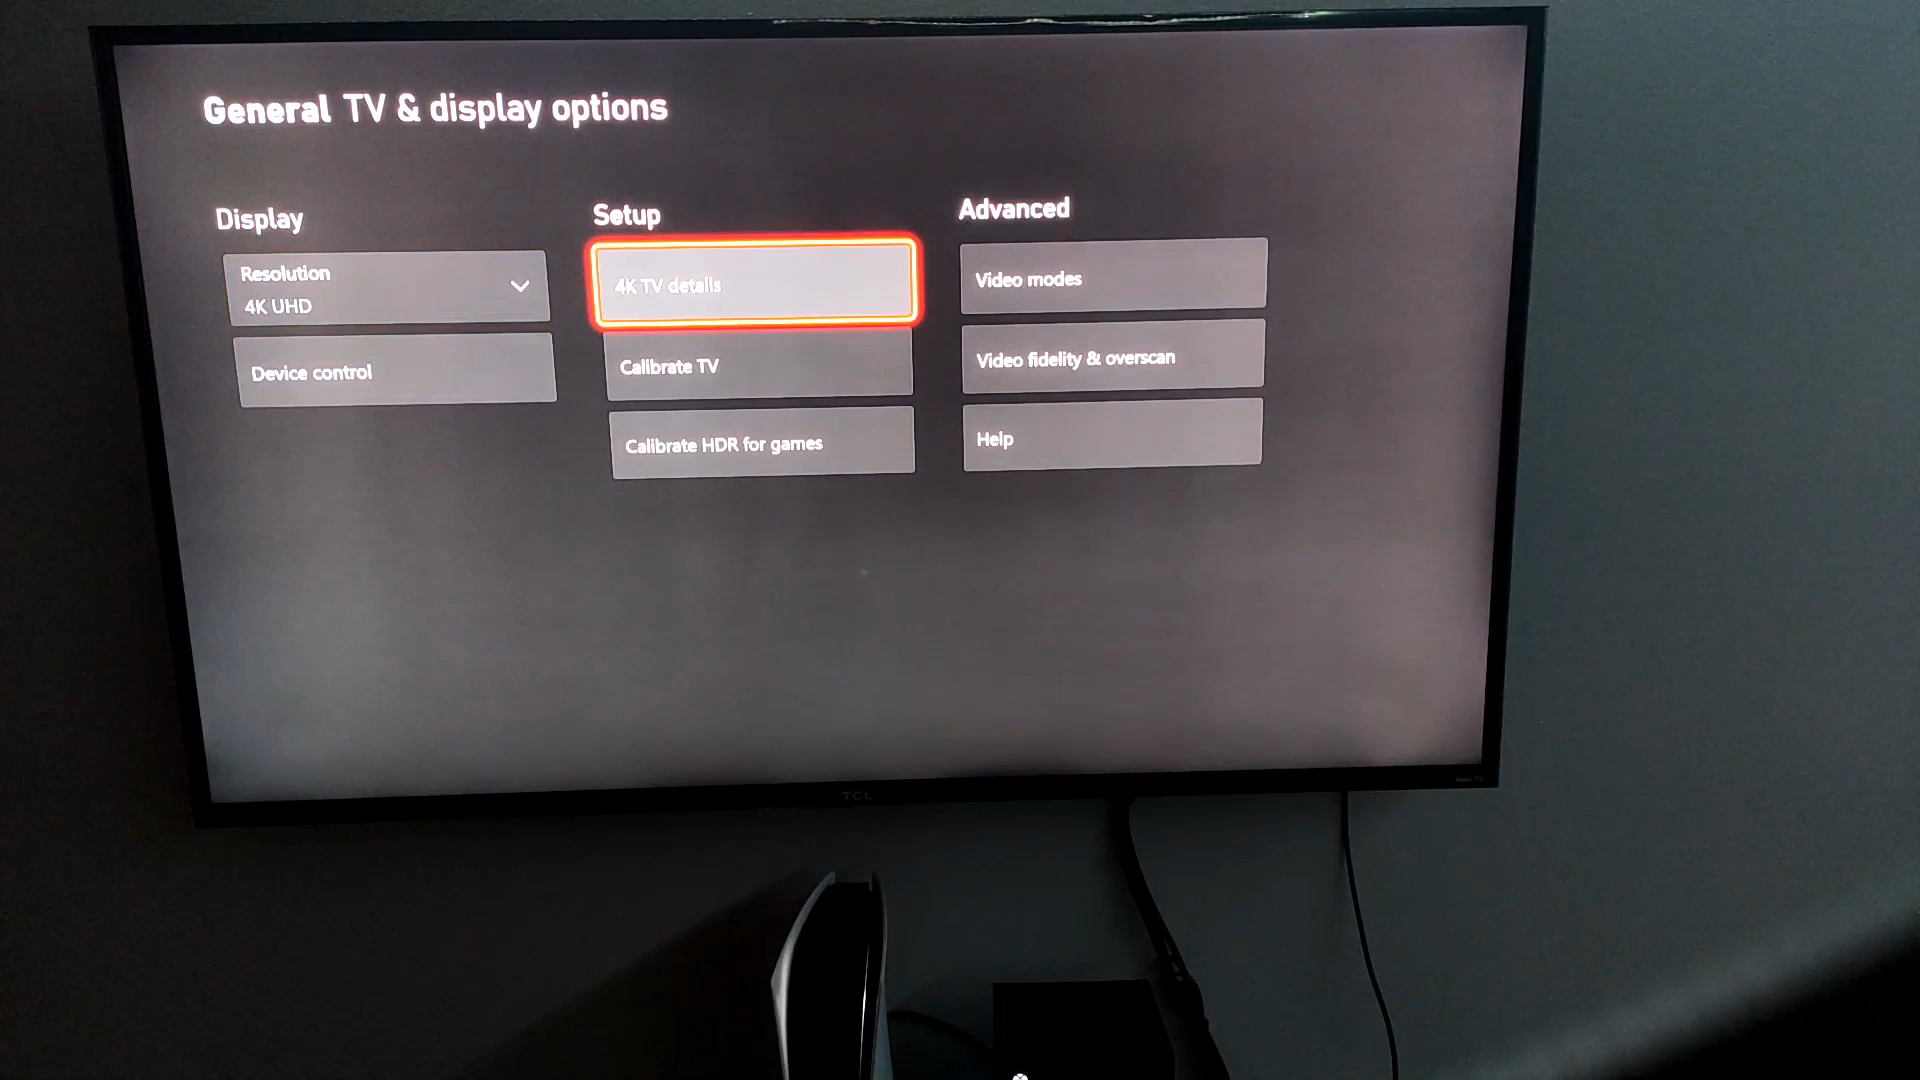 General TV & display options
Display
Resolution
4K UHD
Device control
Setup
4K TV details
Calibrate TV
Calibrate HDR for games
Advanced
Video modes
Video fidelity & overscan
Help
TCL